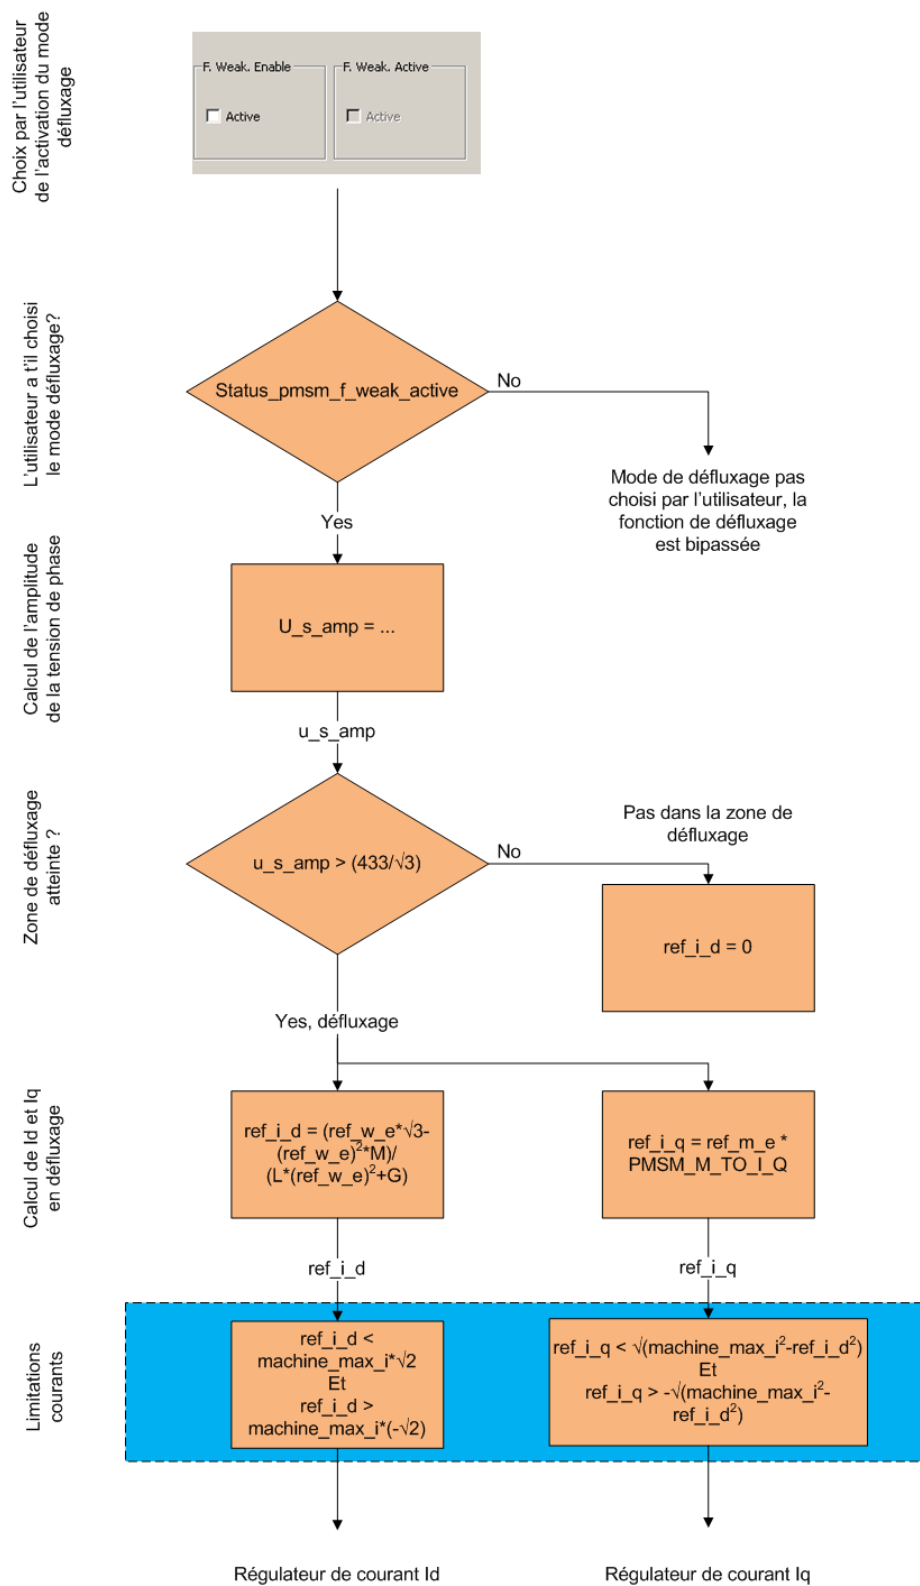 Choix par l'utilisateur
de l'activation du mode
défluxage
F. Weak. Enable
F. Weak. Active
Active
Active
L'utilisateur a t'il choisi
le mode défluxage?
Status_pmsm_f_weak_active
No
Mode de défluxage pas
choisi par l'utilisateur, la
fonction de défluxage
est bipassée
Yes
Calcul de l'amplitude
de la tension de phase
U_s_amp = ...
u_s_amp
Zone de défluxage
atteinte ?
u_s_amp > (433/√3)
No
Pas dans la zone de
défluxage
ref_i_d = 0
Yes, défluxage
Calcul de Id et Iq
en défluxage
ref_i_d = (ref_w_e*√3-
(ref_w_e)²*M)/
(L*(ref_w_e)²+G)
ref_i_q = ref_m_e *
PMSM_M_TO_I_Q
ref_i_d
ref_i_q
Limitations
courants
ref_i_d <
machine_max_i*√2
Et
ref_i_d >
machine_max_i*(-√2)
ref_i_q < √(machine_max_i²-ref_i_d²)
Et
ref_i_q > -√(machine_max_i²-
ref_i_d²)
Régulateur de courant Id
Régulateur de courant Iq